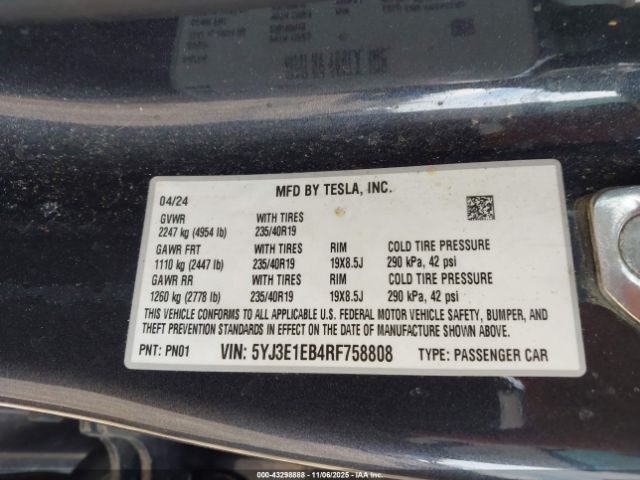 MFD BY TESLA, INC.
04/24
GVWR WITH TIRES
2247 kg (4954 lb) 235/40R19
GAWR FRT WITH TIRES RIM COLD TIRE PRESSURE
1110 kg (2447 lb) 235/40R19 19X8.5J 290 kPa, 42 psi
GAWR RR WITH TIRES RIM COLD TIRE PRESSURE
1260 kg (2778 lb) 235/40R19 19X8.5J 290 kPa, 42 psi
THIS VEHICLE CONFORMS TO ALL APPLICABLE U.S. FEDERAL MOTOR VEHICLE SAFETY, BUMPER, AND
THEFT PREVENTION STANDARDS IN EFFECT ON THE DATE OF MANUFACTURE SHOWN ABOVE.
PNT: PN01 VIN: 5YJ3E1EB4RF758808 TYPE: PASSENGER CAR
000-43298888 - 11/06/2025 - IAAI.COM